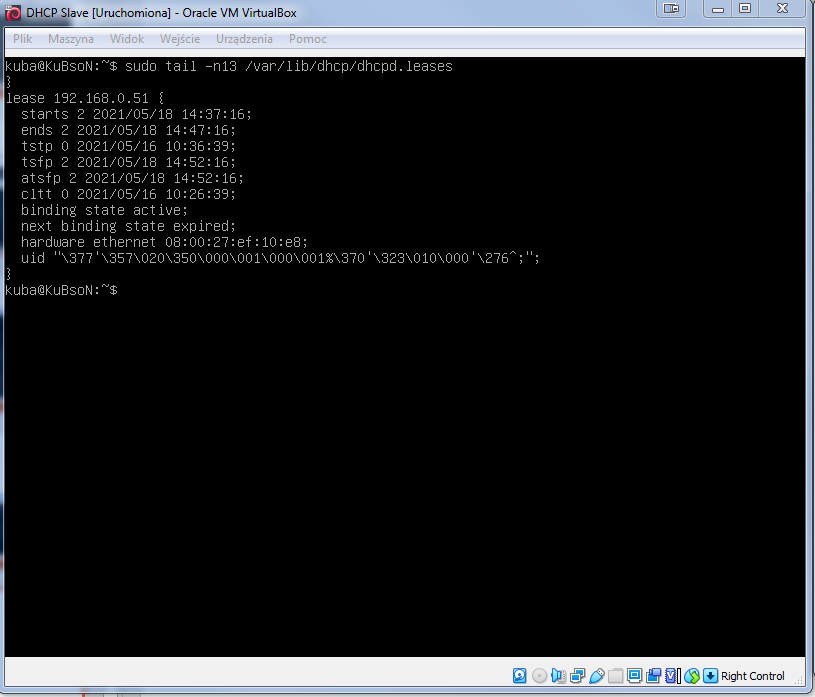 DHCP Slave [Uruchomiona] - Oracle VM VirtualBox
Plik Maszyna Widok Wejście Urządzenia Pomoc
kuba@KuBsoN:~$ sudo tail -n13 /var/lib/dhcp/dhcpd.leases
}
lease 192.168.0.51 {
  starts 2 2021/05/18 14:37:16;
  ends 2 2021/05/18 14:47:16;
  tstp 0 2021/05/16 10:36:39;
  tsfp 2 2021/05/18 14:52:16;
  atsfp 2 2021/05/18 14:52:16;
  cltt 0 2021/05/16 10:26:39;
  binding state active;
  next binding state expired;
  hardware ethernet 08:00:27:ef:10:e8;
  uid "\377'\357\020\350\000\001\000\001%\370'\323\010\000'\276^;";
}
kuba@KuBsoN:~$
Right Control